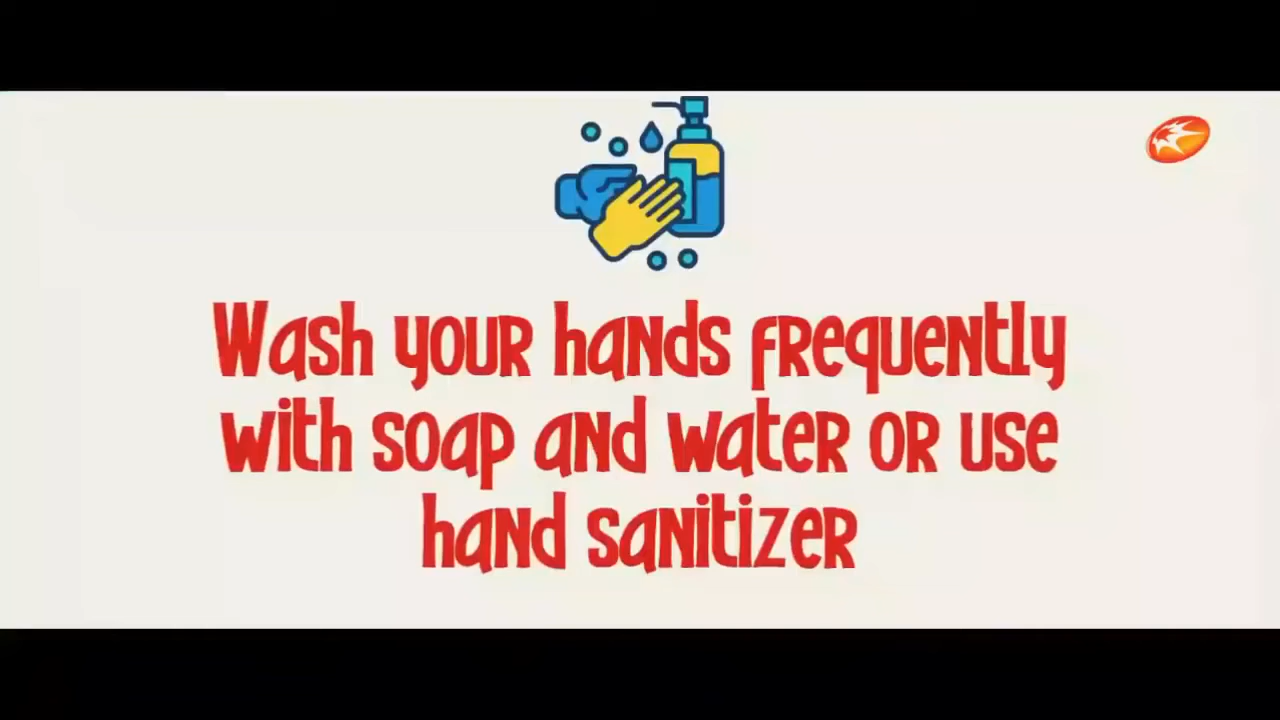 Wash your hands frequently
with soap and water or use
hand sanitizer